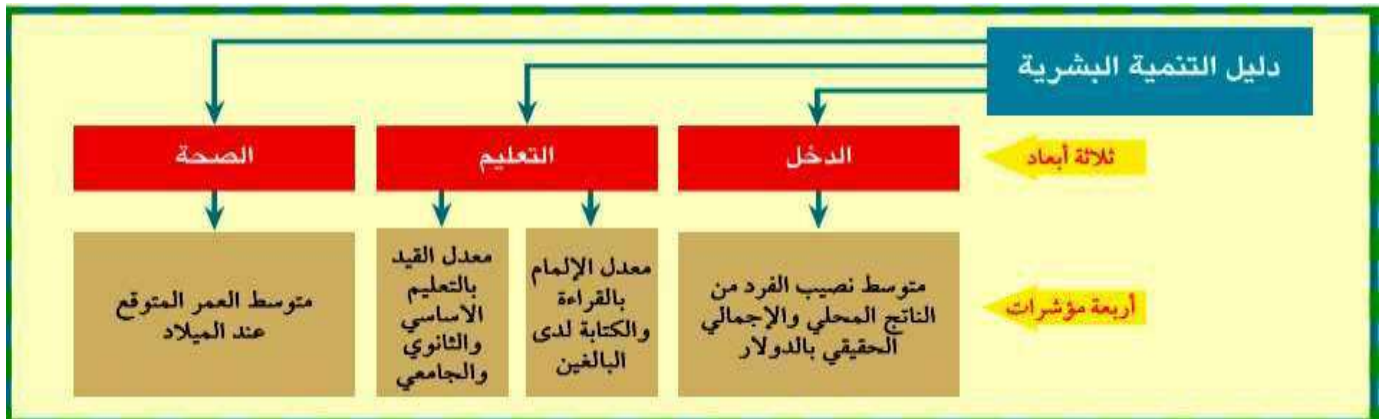 دليل التنمية البشرية
ثلاثة أبعاد
الدخل
التعليم
الصحة
أربعة مؤشرات
متوسط نصيب الفرد من
الناتج المحلي والإجمالي
الحقيقي بالدولار
معدل الإلمام
بالقراءة
والكتابة لدى
البالغين
معدل القيد
بالتعليم
الاساسي
والثانوي
والجامعي
متوسط العمر المتوقع
عند الميلاد